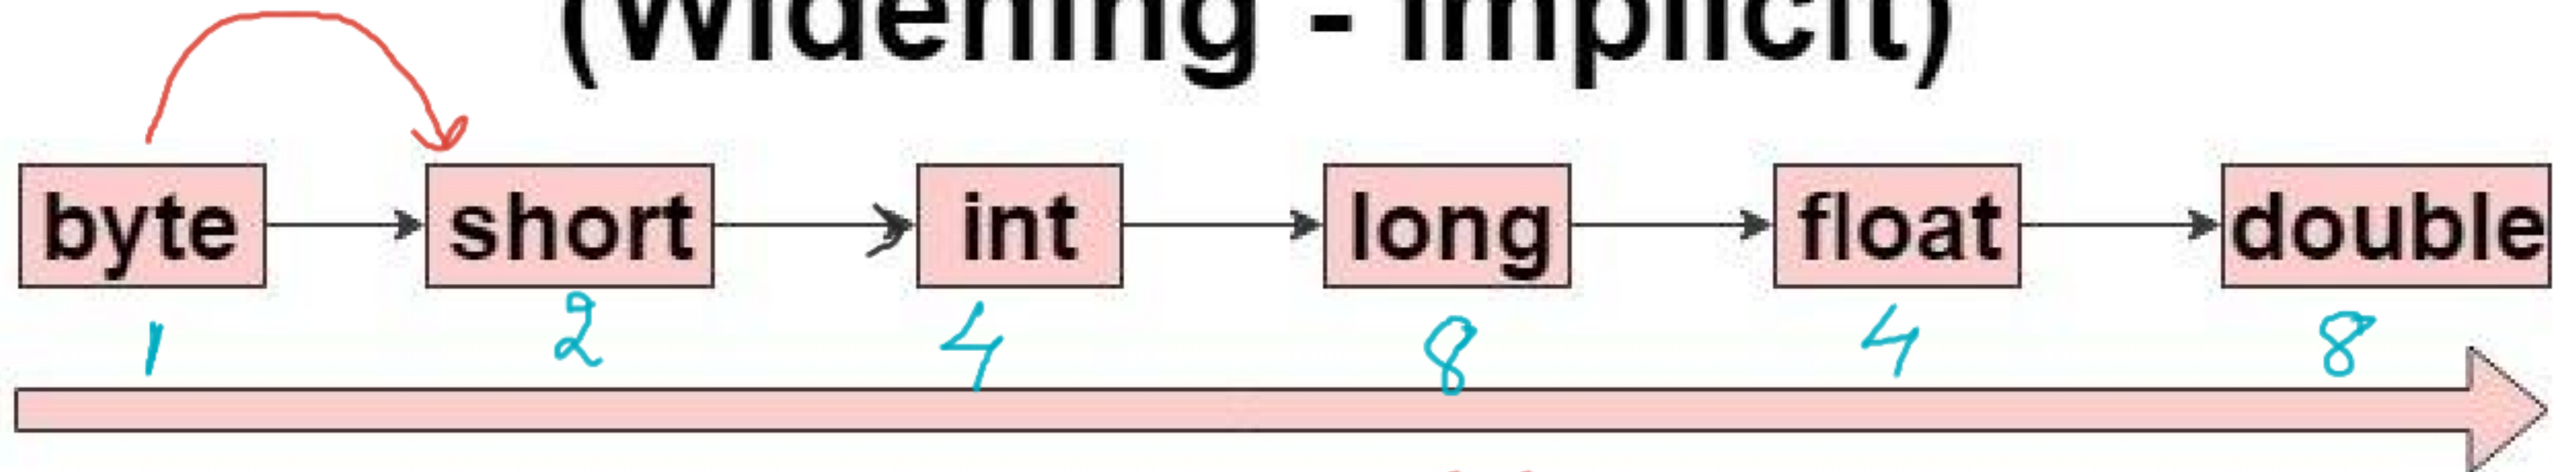 (Widening - Implicit)
byte short int long float double
1 2 4 8 4 8